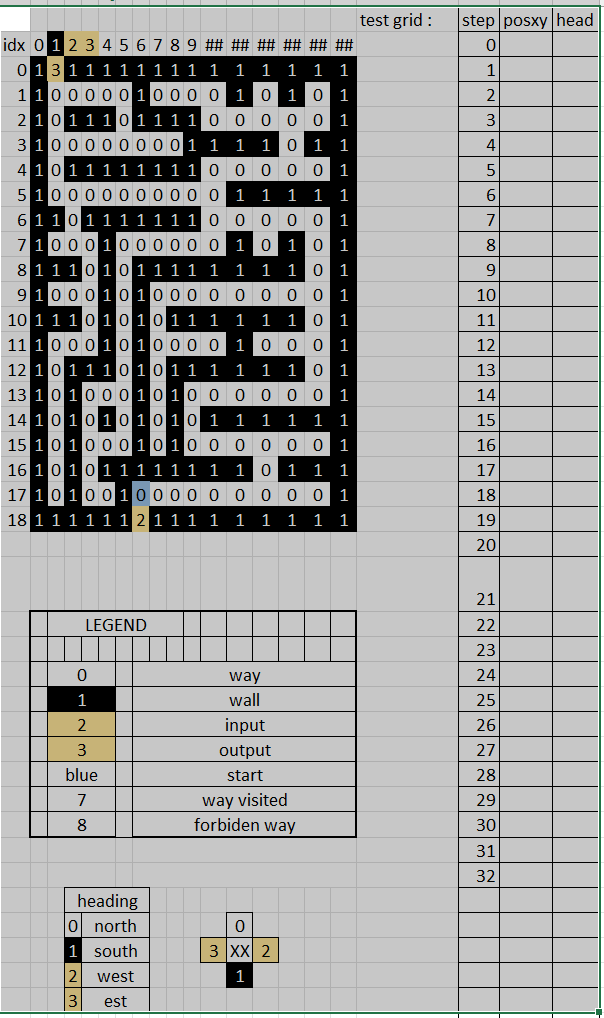 test grid : step posxy head
idx 0 1 2 3 4 5 6 7 8 9 ## ## ## ## ## ## 0
0 1 3 1 1 1 1 1 1 1 1 1 1 1 1 1 1 1
1 1 0 0 0 0 0 1 0 0 0 0 1 0 1 0 1 2
2 1 0 1 1 1 0 1 1 1 1 0 0 0 0 0 1 3
3 1 0 0 0 0 0 0 0 0 1 1 1 1 0 1 1 4
4 1 0 1 1 1 1 1 1 1 1 0 0 0 0 0 1 5
5 1 0 0 0 0 0 0 0 0 0 0 1 1 1 1 1 6
6 1 1 0 1 1 1 1 1 1 1 0 0 0 0 0 1 7
7 1 0 0 0 1 0 0 0 0 0 0 1 0 1 0 1 8
8 1 1 1 0 1 0 1 1 1 1 1 1 1 1 0 1 9
9 1 0 0 0 1 0 1 0 0 0 0 0 0 0 0 1 10
10 1 1 1 0 1 0 1 0 1 1 1 1 1 1 0 1 11
11 1 0 0 0 1 0 1 0 0 0 0 1 0 0 0 1 12
12 1 0 1 1 1 0 1 0 1 1 1 1 1 1 0 1 13
13 1 0 1 0 0 0 1 0 1 0 0 0 0 0 0 1 14
14 1 0 1 0 1 0 1 0 1 0 1 1 1 1 1 1 15
15 1 0 1 0 0 0 1 0 1 0 0 0 0 0 0 1 16
16 1 0 1 0 1 1 1 1 1 1 1 1 0 1 1 1 17
17 1 0 1 0 0 1 0 0 0 0 0 0 0 0 0 1 18
18 1 1 1 1 1 1 2 1 1 1 1 1 1 1 1 1 19
20
21
LEGEND 22
23
0 way 24
1 wall 25
2 input 26
3 output 27
blue start 28
7 way visited 29
8 forbiden way 30
31
32
heading
0 north 0
1 south 3 XX 2
2 west 1
3 est